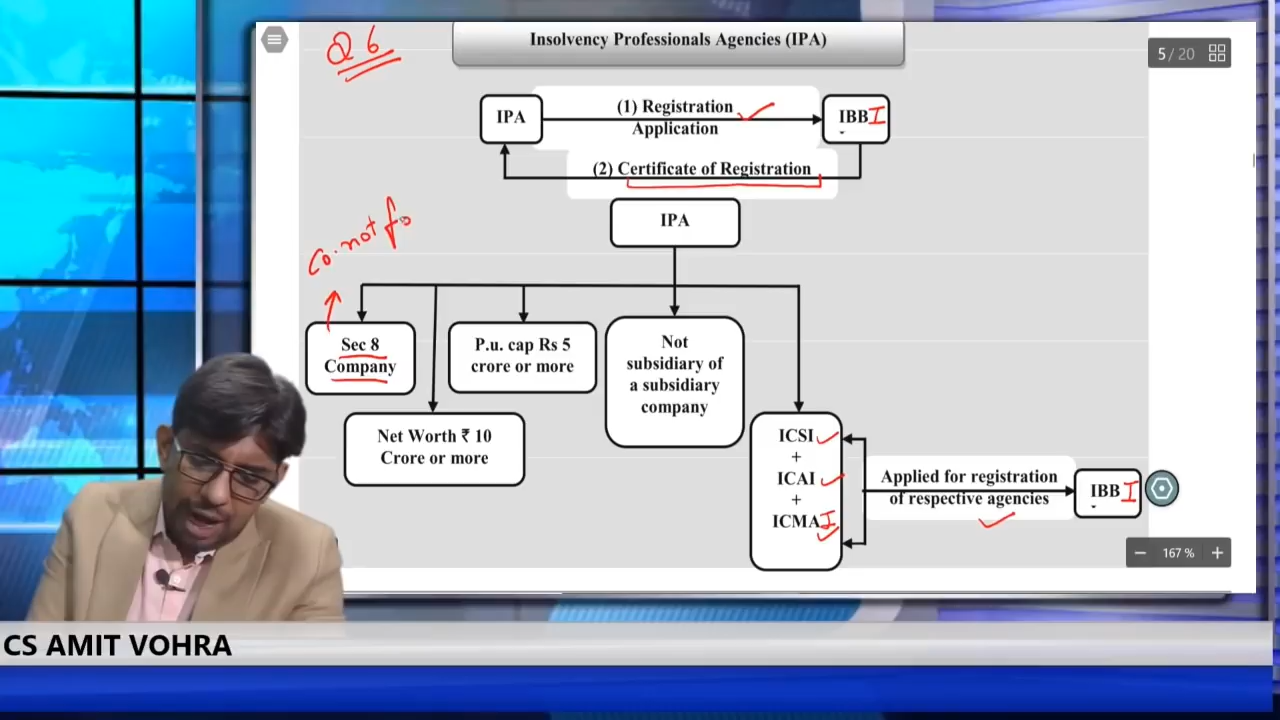 Q 6
Insolvency Professionals Agencies (IPA)
5 / 20
IPA
(1) Registration
Application
IBBI
(2) Certificate of Registration
IPA
Co. not fo
Sec 8
Company
P.u. cap Rs 5
crore or more
Not
subsidiary of
a subsidiary
company
Net Worth ₹ 10
Crore or more
ICSI
+
ICAI
+
ICMAI
Applied for registration
of respective agencies
IBBI
167 %
CS AMIT VOHRA